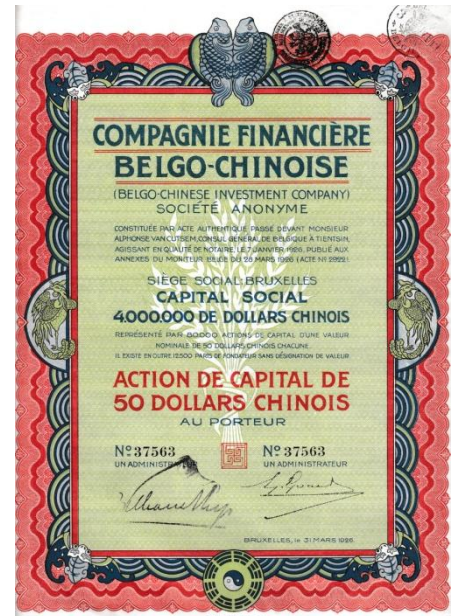 COMPAGNIE FINANCIÈRE
BELGO-CHINOISE
(BELGO-CHINESE INVESTMENT COMPANY)
SOCIÉTÉ ANONYME
CONSTITUÉE PAR ACTE AUTHENTIQUE PASSÉ DEVANT MONSIEUR
ALPHONSE VAN CUTSEM, CONSUL GÉNÉRAL DE BELGIQUE À TIENTSIN,
AGISSANT EN QUALITÉ DE NOTAIRE, LE 7 JANVIER 1926, PUBLIÉ AUX
ANNEXES DU MONITEUR BELGE DU 28 MARS 1926 (ACTE Nº 2922)
SIÈGE SOCIAL: BRUXELLES
CAPITAL SOCIAL
4.000.000 DE DOLLARS CHINOIS
REPRÉSENTÉ PAR 80.000 ACTIONS DE CAPITAL D'UNE VALEUR
NOMINALE DE 50 DOLLARS CHINOIS CHACUNE.
IL EXISTE EN OUTRE 12.500 PARTS DE FONDATEUR SANS DÉSIGNATION DE VALEUR
ACTION DE CAPITAL DE
50 DOLLARS CHINOIS
AU PORTEUR
Nº 37563 Nº 37563
UN ADMINISTRATEUR UN ADMINISTRATEUR
BRUXELLES, le 31 MARS 1926